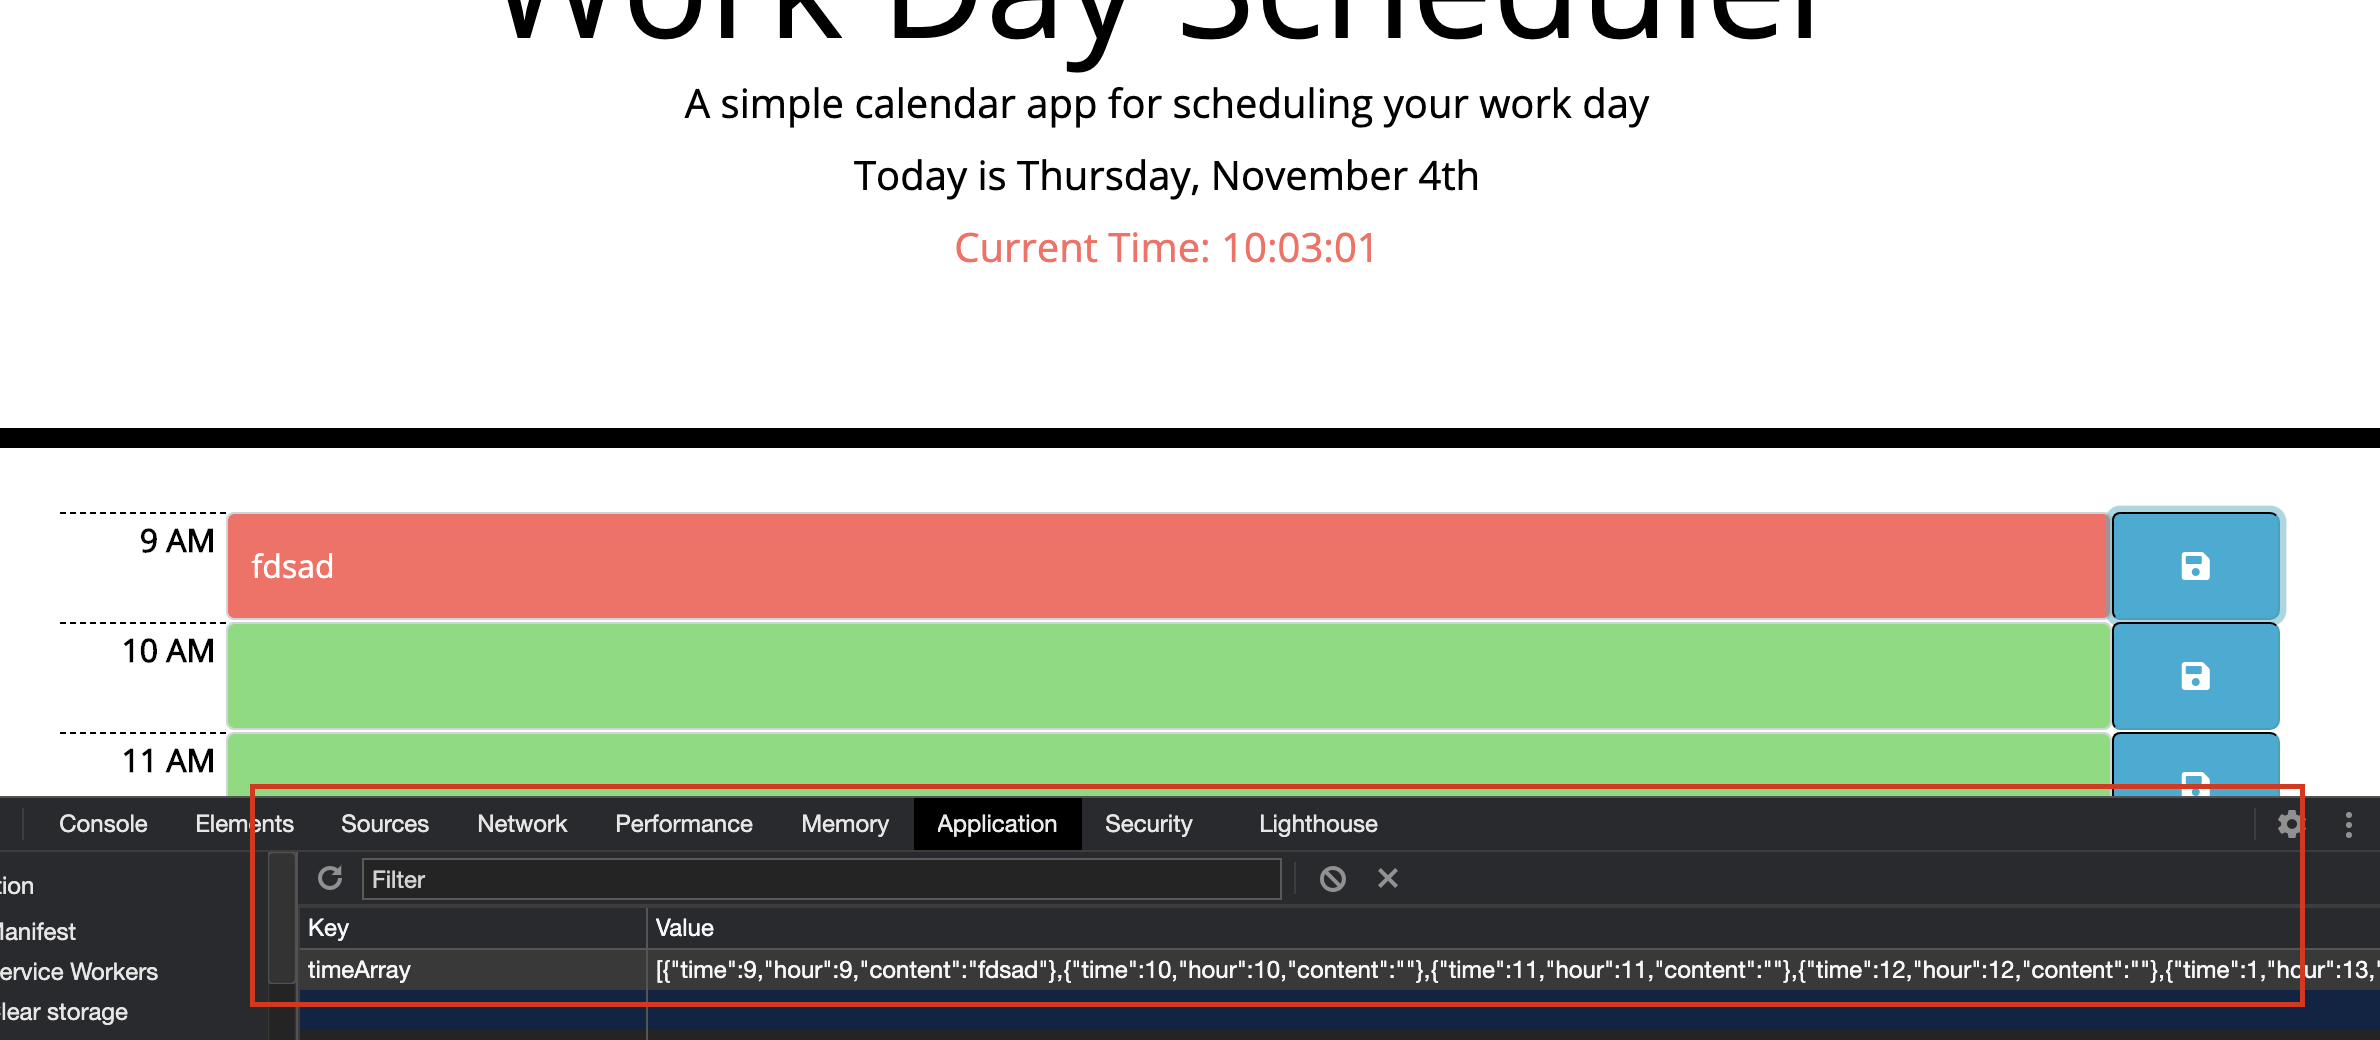 Work Day Scheduler
A simple calendar app for scheduling your work day
Today is Thursday, November 4th
Current Time: 10:03:01
9 AM
fdsad
10 AM
11 AM
Console Elements Sources Network Performance Memory Application Security Lighthouse
tion
Filter
Key Value
Manifest
timeArray [{"time":9,"hour":9,"content":"fdsad"},{"time":10,"hour":10,"content":""},{"time":11,"hour":11,"content":""},{"time":12,"hour":12,"content":""},{"time":1,"hour":13,"
ervice Workers
lear storage